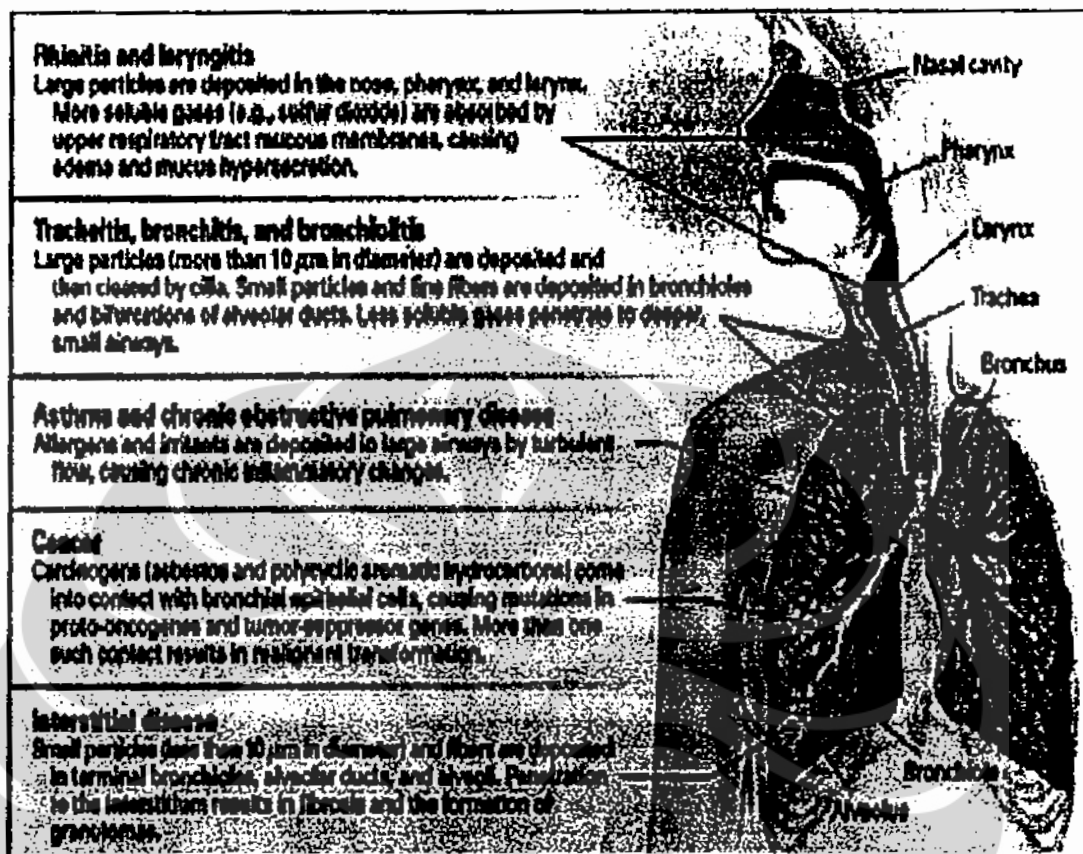 Rhinitis and laryngitis
Large particles are deposited in the nose, pharynx, and larynx.
More soluble gases (e.g., sulfur dioxide) are absorbed by
upper respiratory tract mucous membranes, causing
edema and mucus hypersecretion.
Tracheitis, bronchitis, and bronchiolitis
Large particles (more than 10 μm in diameter) are deposited and
then cleared by cilia. Small particles and fine fibers are deposited in bronchioles
and bifurcations of alveolar ducts. Less soluble gases penetrate to deeper,
small airways.
Asthma and chronic obstructive pulmonary disease
Allergens and irritants are deposited in large airways by turbulent
flow, causing chronic inflammatory changes.
Cancer
Carcinogens (asbestos and polycyclic aromatic hydrocarbons) come
into contact with bronchial epithelial cells, causing mutations in
proto-oncogenes and tumor-suppressor genes. More than one
such contact results in malignant transformation.
Interstitial disease
Small particles (less than 10 μm in diameter) and fibers are deposited
in terminal bronchioles, alveolar ducts, and alveoli. Penetration
to the interstitium results in fibrosis and the formation of
granulomas.
Nasal cavity
Pharynx
Larynx
Trachea
Bronchus
Bronchiole
Alveolus